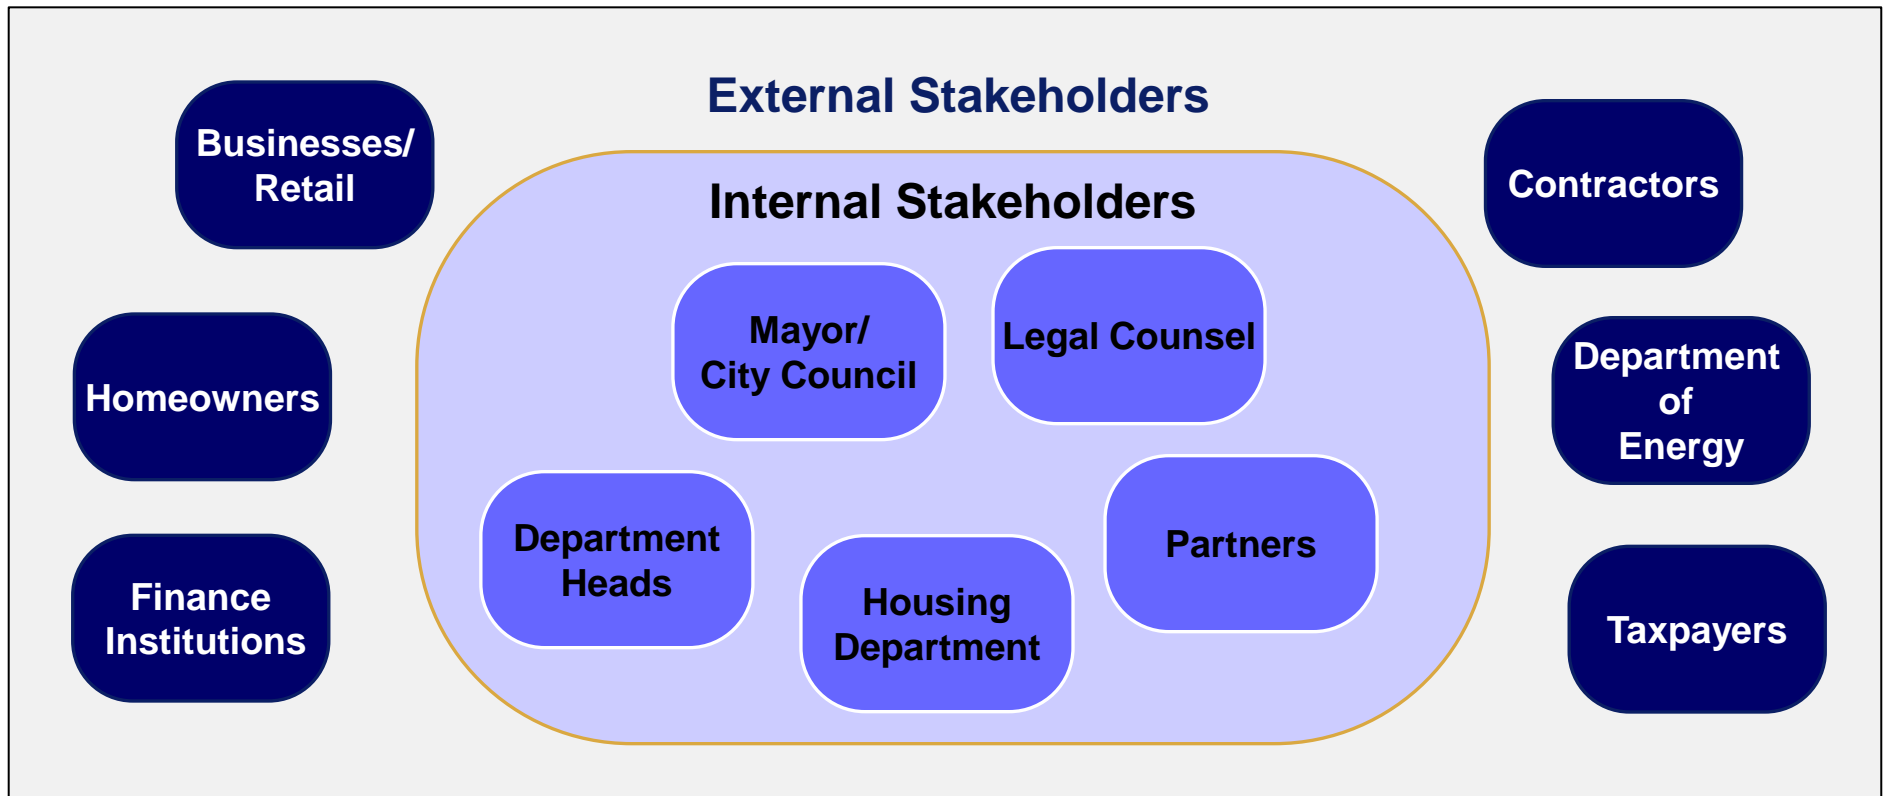 External Stakeholders
Businesses/
Retail
Homeowners
Finance
Institutions
Internal Stakeholders
Mayor/
City Council
Legal Counsel
Department
Heads
Housing
Department
Partners
Contractors
Department
of
Energy
Taxpayers